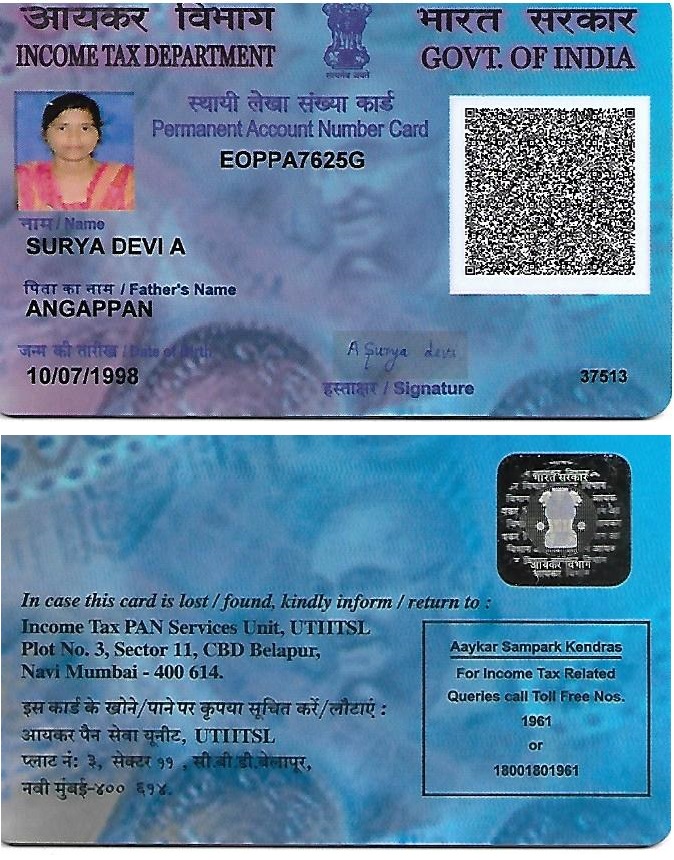 आयकर विभाग
INCOME TAX DEPARTMENT
सत्यमेव जयते
भारत सरकार
GOVT. OF INDIA
स्थायी लेखा संख्या कार्ड
Permanent Account Number Card
EOPPA7625G
नाम / Name
SURYA DEVI A
पिता का नाम / Father's Name
ANGAPPAN
जन्म की तारीख / Date of Birth
10/07/1998
A Surya devi
हस्ताक्षर / Signature
37513
भारत सरकार
आयकर विभाग
In case this card is lost / found, kindly inform / return to :
Income Tax PAN Services Unit, UTIITSL
Plot No. 3, Sector 11, CBD Belapur,
Navi Mumbai - 400 614.
इस कार्ड के खोने/पाने पर कृपया सूचित करें/लौटाएं :
आयकर पैन सेवा यूनीट, UTIITSL
प्लाट नं: ३, सेक्टर ११ , सी.बी.डी.बेलापूर,
नवी मुंबई-४०० ६१४.
Aaykar Sampark Kendras
For Income Tax Related
Queries call Toll Free Nos.
1961
or
18001801961